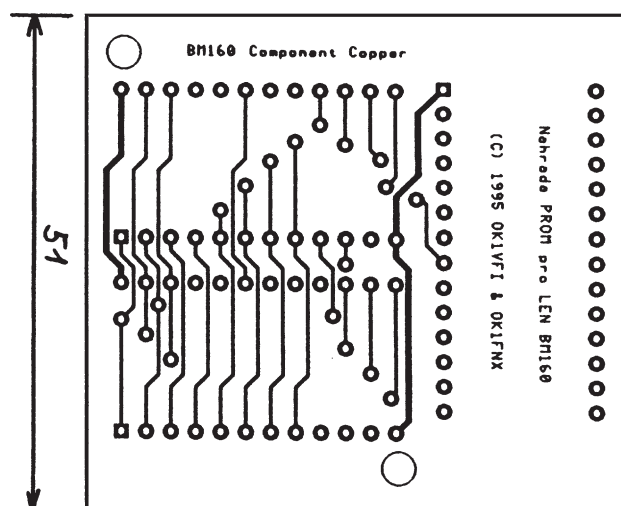 BM160 Component Copper
51
(C) 1995 OK1VFI & OK1FNX
Nahrada PROM pro LEN BM160